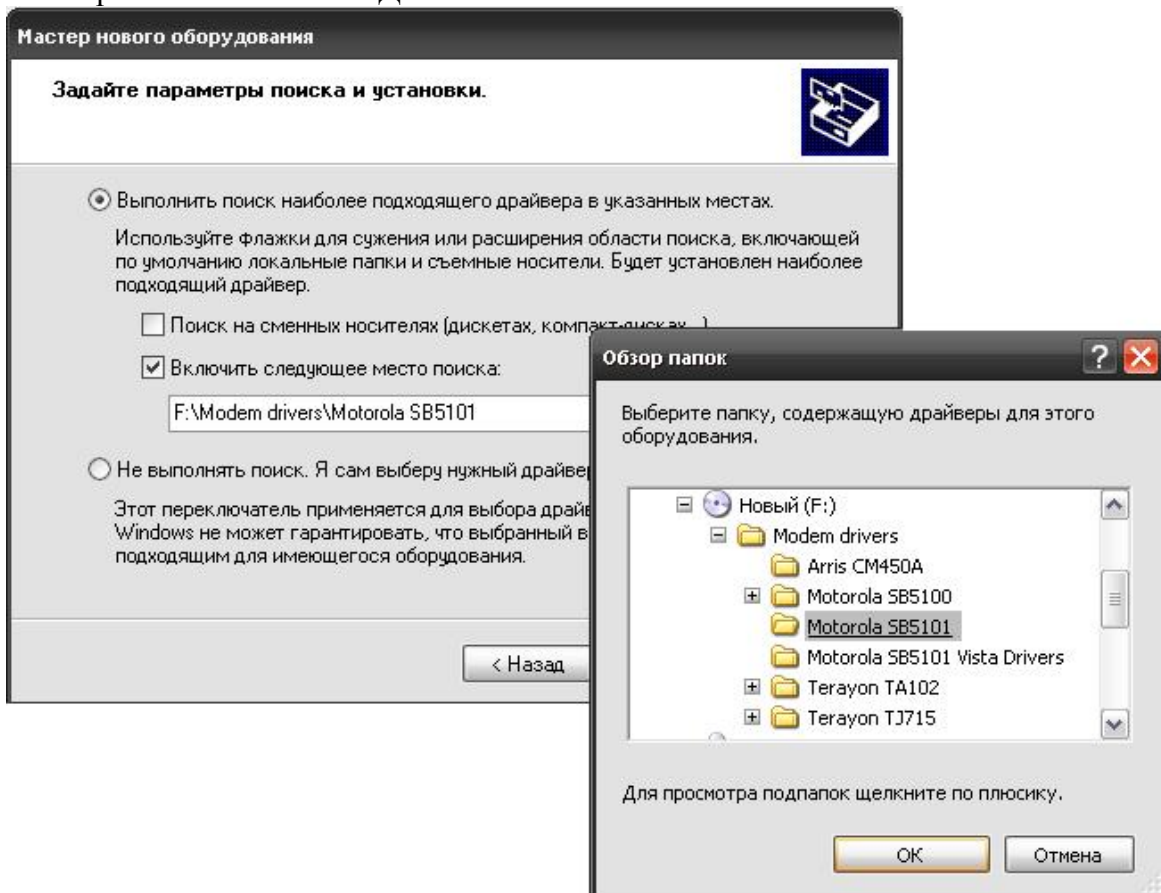 Мастер нового оборудования
Задайте параметры поиска и установки.
Выполнить поиск наиболее подходящего драйвера в указанных местах.
Используйте флажки для сужения или расширения области поиска, включающей
по умолчанию локальные папки и съемные носители. Будет установлен наиболее
подходящий драйвер.
Поиск на сменных носителях (дискетах, компакт-дисках...)
Включить следующее место поиска:
F:\Modem drivers\Motorola SB5101
Не выполнять поиск. Я сам выберу нужный
Этот переключатель применяется для выбора
Windows не может гарантировать, что выбранный
подходящим для имеющегося оборудования.
< Назад
Обзор папок
Выберите папку, содержащую драйверы для этого
оборудования.
Новый (F:)
Modem drivers
Arris CM450A
Motorola SB5100
Motorola SB5101
Motorola SB5101 Vista Drivers
Terayon TA102
Terayon TJ715
Для просмотра подпапок щелкните по плюсику.
ОК
Отмена